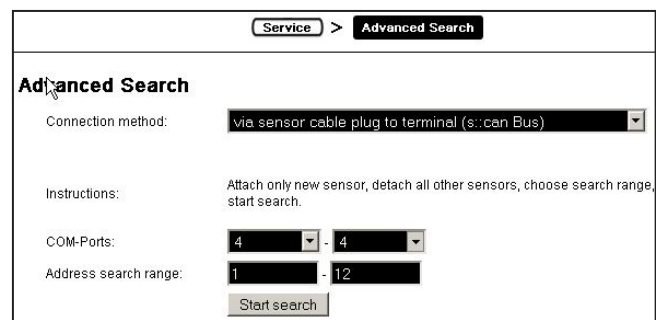 Service > Advanced Search
Advanced Search
Connection method: via sensor cable plug to terminal (s::can Bus)
Instructions: Attach only new sensor, detach all other sensors, choose search range,
start search.
COM-Ports: 4 - 4
Address search range: 1 - 12
Start search